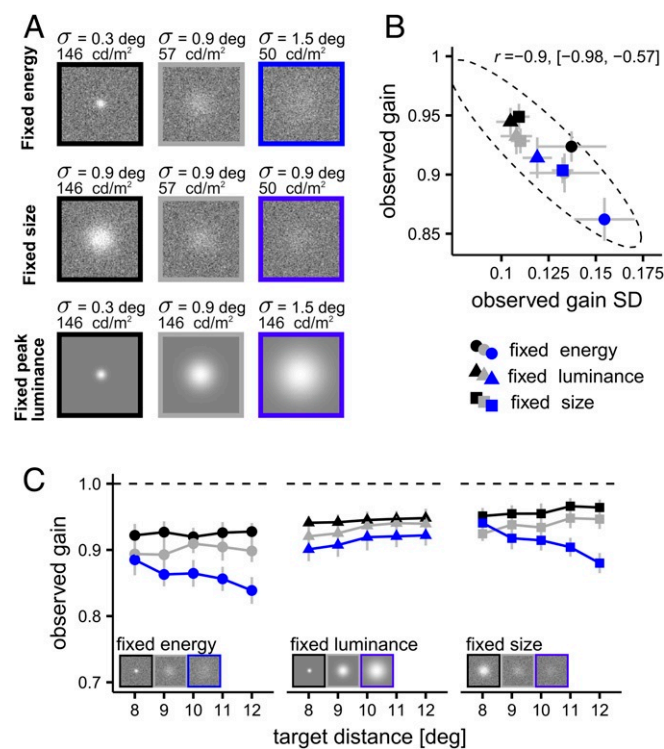 A
σ = 0.3 deg σ = 0.9 deg σ = 1.5 deg
146 cd/m² 57 cd/m² 50 cd/m²
Fixed energy
σ = 0.9 deg σ = 0.9 deg σ = 0.9 deg
146 cd/m² 57 cd/m² 50 cd/m²
Fixed size
σ = 0.3 deg σ = 0.9 deg σ = 1.5 deg
146 cd/m² 146 cd/m² 146 cd/m²
Fixed peak
luminance
B
r=−0.9, [−0.98, −0.57]
1
0.95
0.9
0.85
observed gain
0.1 0.125 0.15 0.175
observed gain SD
fixed energy
fixed luminance
fixed size
C
1.0
0.9
0.8
0.7
observed gain
fixed energy fixed luminance fixed size
8 9 10 11 12 8 9 10 11 12 8 9 10 11 12
target distance [deg]